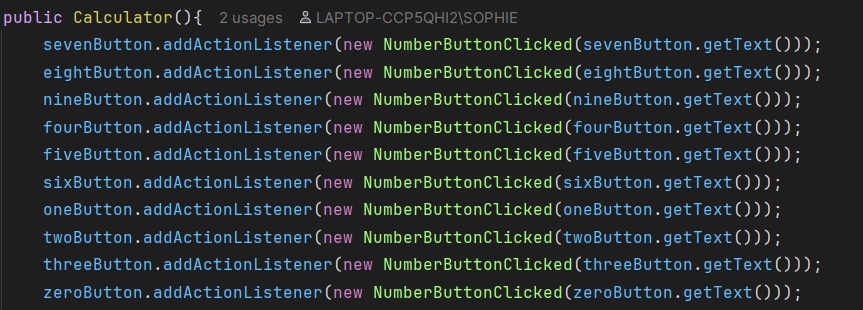 public Calculator(){ 2 usages LAPTOP-CCP5QHI2\SOPHIE
sevenButton.addActionListener(new NumberButtonClicked(sevenButton.getText()));
eightButton.addActionListener(new NumberButtonClicked(eightButton.getText()));
nineButton.addActionListener(new NumberButtonClicked(nineButton.getText()));
fourButton.addActionListener(new NumberButtonClicked(fourButton.getText()));
fiveButton.addActionListener(new NumberButtonClicked(fiveButton.getText()));
sixButton.addActionListener(new NumberButtonClicked(sixButton.getText()));
oneButton.addActionListener(new NumberButtonClicked(oneButton.getText()));
twoButton.addActionListener(new NumberButtonClicked(twoButton.getText()));
threeButton.addActionListener(new NumberButtonClicked(threeButton.getText()));
zeroButton.addActionListener(new NumberButtonClicked(zeroButton.getText()));